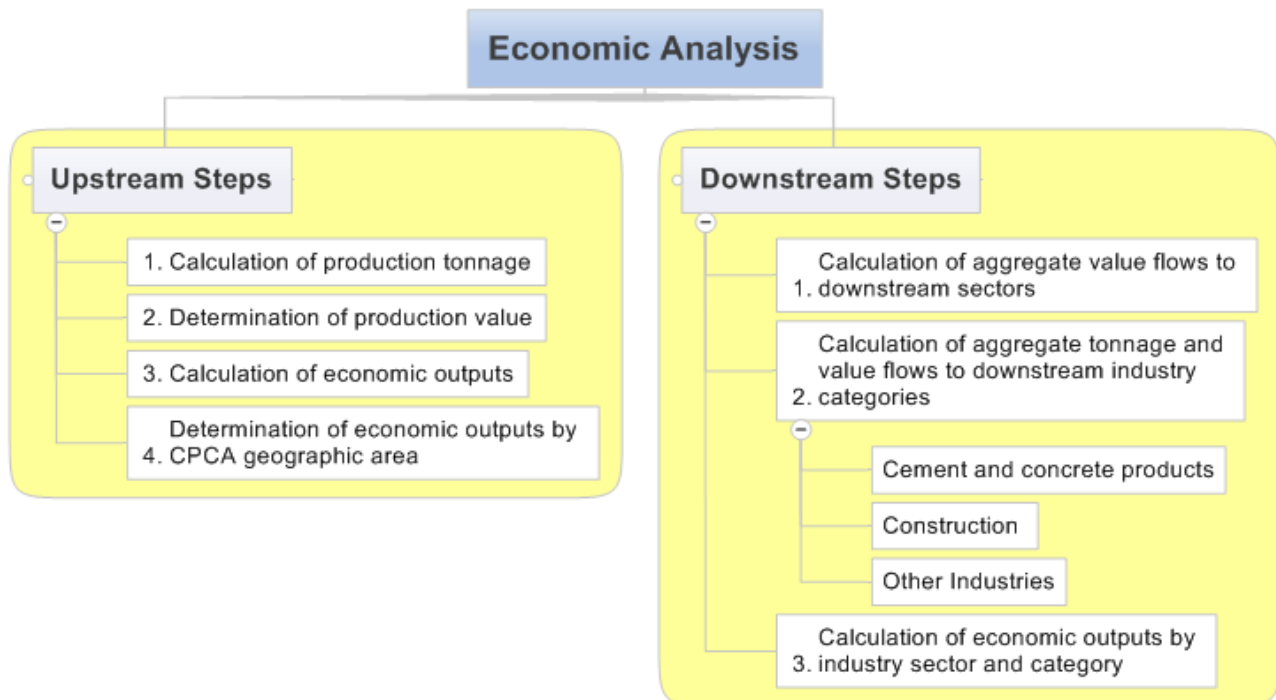 Economic Analysis
Upstream Steps
1. Calculation of production tonnage
2. Determination of production value
3. Calculation of economic outputs
Determination of economic outputs by
4. CPCA geographic area
Downstream Steps
Calculation of aggregate value flows to
1. downstream sectors
Calculation of aggregate tonnage and
value flows to downstream industry
2. categories
Cement and concrete products
Construction
Other Industries
Calculation of economic outputs by
3. industry sector and category